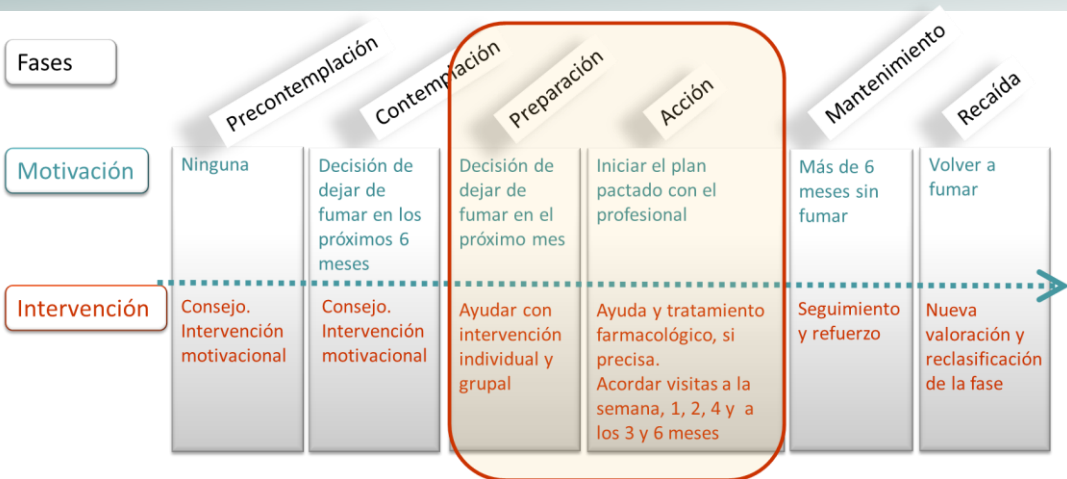 Fases
Precontemplación
Contemplación
Preparación
Acción
Mantenimiento
Recaída
Motivación
Ninguna
Decisión de
dejar de
fumar en los
próximos 6
meses
Decisión de
dejar de
fumar en el
próximo mes
Iniciar el plan
pactado con el
profesional
Más de 6
meses sin
fumar
Volver a
fumar
Intervención
Consejo.
Intervención
motivacional
Consejo.
Intervención
motivacional
Ayudar con
intervención
individual y
grupal
Ayuda y tratamiento
farmacológico, si
precisa.
Acordar visitas a la
semana, 1, 2, 4 y a
los 3 y 6 meses
Seguimiento
y refuerzo
Nueva
valoración y
reclasificación
de la fase